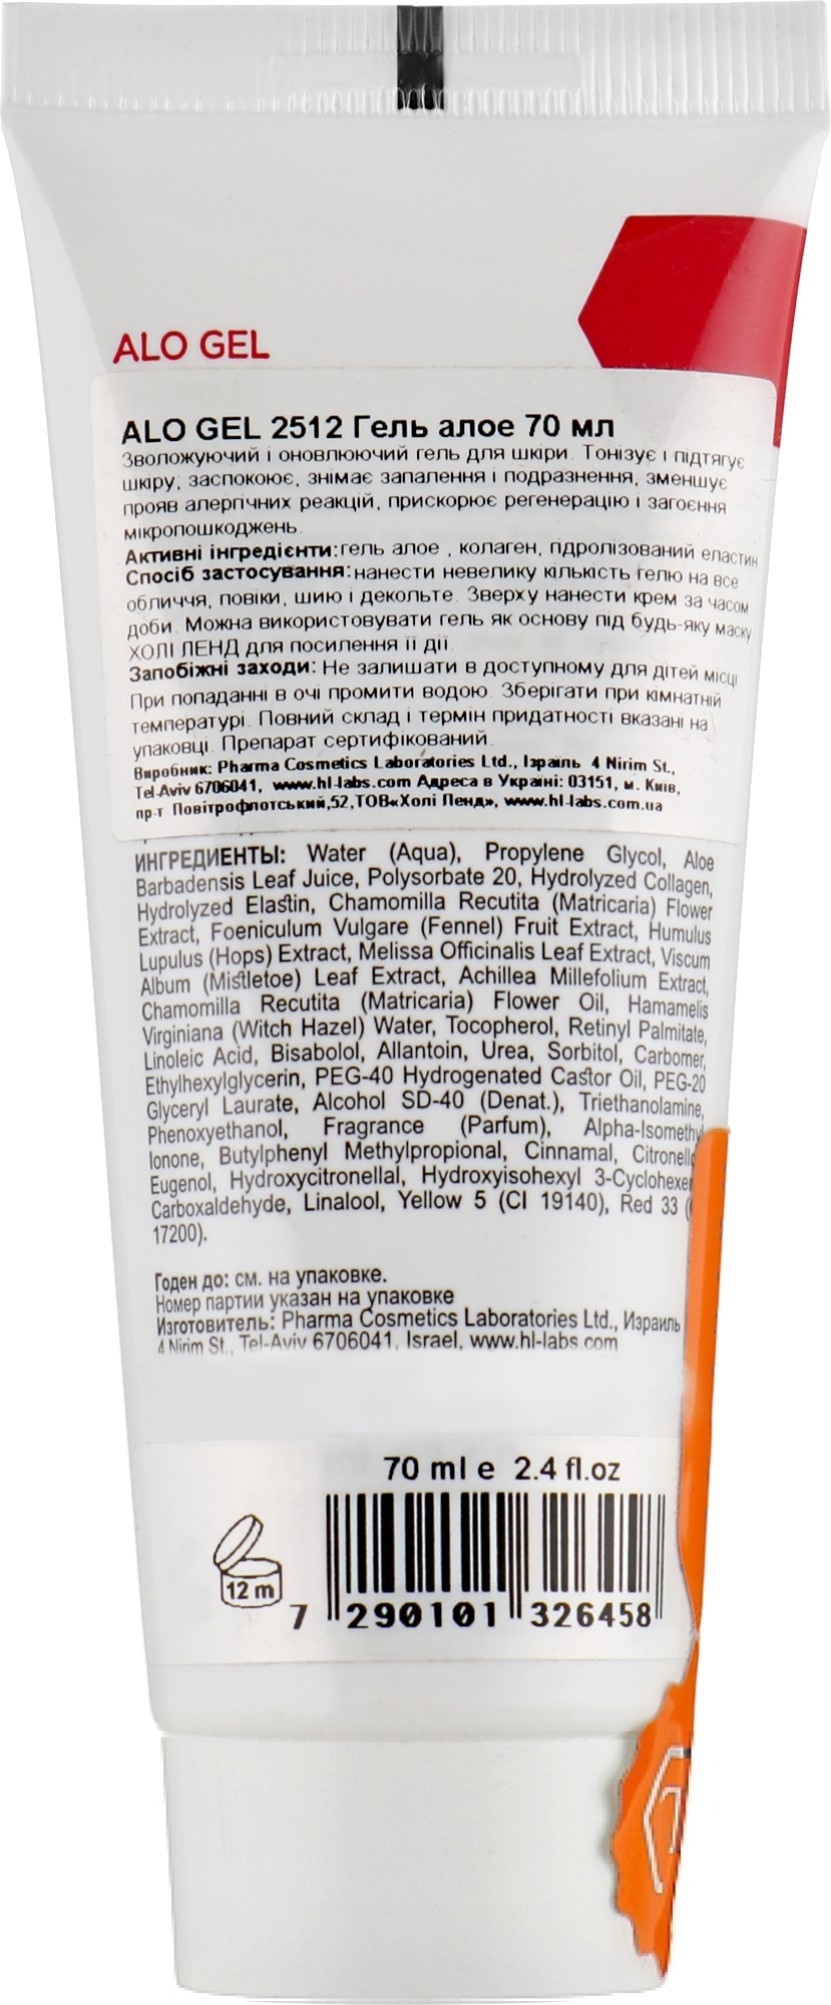 ALO GEL
ALO GEL 2512 Гель алое 70 мл
Зволожуючий і оновлюючий гель для шкіри. Тонізує і підтягує
шкіру, заспокоює, знімає запалення і подразнення, зменшує
прояв алергічних реакцій, прискорює регенерацію і загоєння
мікропошкоджень.
Активні інгредієнти:гель алое , колаген, гідролізований еластин
Спосіб застосування:нанести невелику кількість гелю на все
обличчя, повіки, шию і декольте. Зверху нанести крем за часом
доби. Можна використовувати гель як основу під будь-яку маску
ХОЛІ ЛЕНД для посилення її дії.
Запобіжні заходи: Не залишати в доступному для дітей місці
При попаданні в очі промити водою. Зберігати при кімнатній
температурі. Повний склад і термін придатності вказані на
упаковці. Препарат сертифікований.
Виробник: Pharma Cosmetics Laboratories Ltd., Ізраїль 4 Nirim St.,
Tel-Aviv 6706041, www.hl-labs.com Адреса в Україні: 03151, м. Київ,
пр-т Повітрофлотський,52,ТОВ«Холі Ленд», www.hl-labs.com.ua
ИНГРЕДИЕНТЫ: Water (Aqua), Propylene Glycol, Aloe
Barbadensis Leaf Juice, Polysorbate 20, Hydrolyzed Collagen,
Hydrolyzed Elastin, Chamomilla Recutita (Matricaria) Flower
Extract, Foeniculum Vulgare (Fennel) Fruit Extract, Humulus
Lupulus (Hops) Extract, Melissa Officinalis Leaf Extract, Viscum
Album (Mistletoe) Leaf Extract, Achillea Millefolium Extract,
Chamomilla Recutita (Matricaria) Flower Oil, Hamamelis
Virginiana (Witch Hazel) Water, Tocopherol, Retinyl Palmitate,
Linoleic Acid, Bisabolol, Allantoin, Urea, Sorbitol, Carbomer,
Ethylhexylglycerin, PEG-40 Hydrogenated Castor Oil, PEG-20
Glyceryl Laurate, Alcohol SD-40 (Denat.), Triethanolamine,
Phenoxyethanol, Fragrance (Parfum), Alpha-Isomethyl
Ionone, Butylphenyl Methylpropional, Cinnamal, Citronello
Eugenol, Hydroxycitronellal, Hydroxyisohexyl 3-Cyclohexen
Carboxaldehyde, Linalool, Yellow 5 (CI 19140), Red 33 (
17200).
Годен до: см. на упаковке.
Номер партии указан на упаковке
Изготовитель: Pharma Cosmetics Laboratories Ltd., Израиль
4 Nirim St., Tel-Aviv 6706041, Israel, www.hl-labs.com
70 ml e 2.4 fl.oz
12 m
7 290101 326458